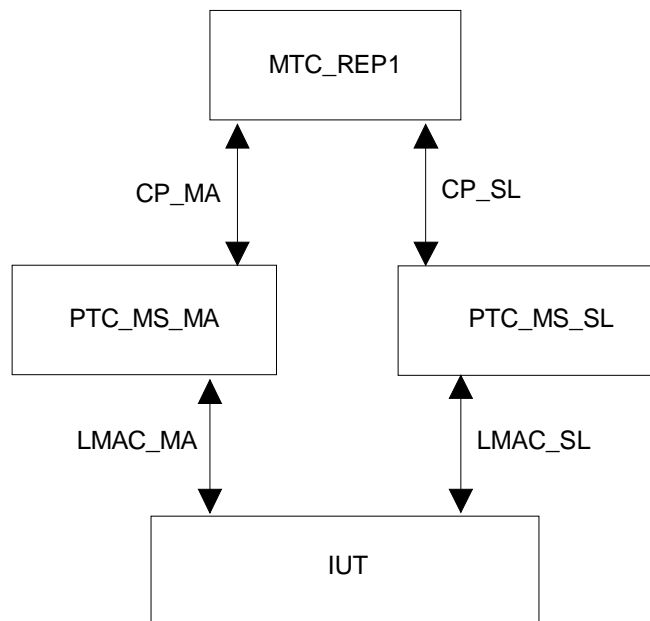 MTC_REP1
CP_MA
CP_SL
PTC_MS_MA
PTC_MS_SL
LMAC_MA
LMAC_SL
IUT